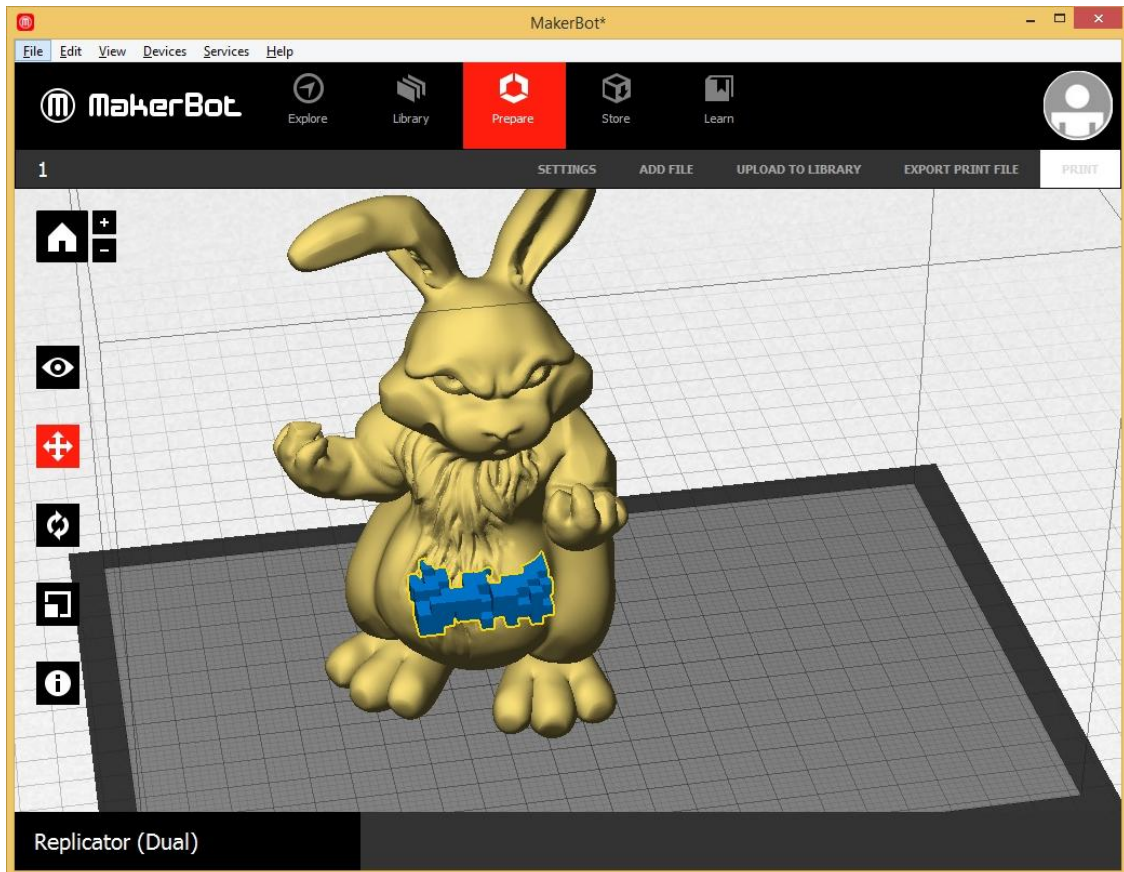 MakerBot*
File Edit View Devices Services Help
MakerBot
Explore Library Prepare Store Learn
1 SETTINGS ADD FILE UPLOAD TO LIBRARY EXPORT PRINT FILE PRINT
+
-
Replicator (Dual)